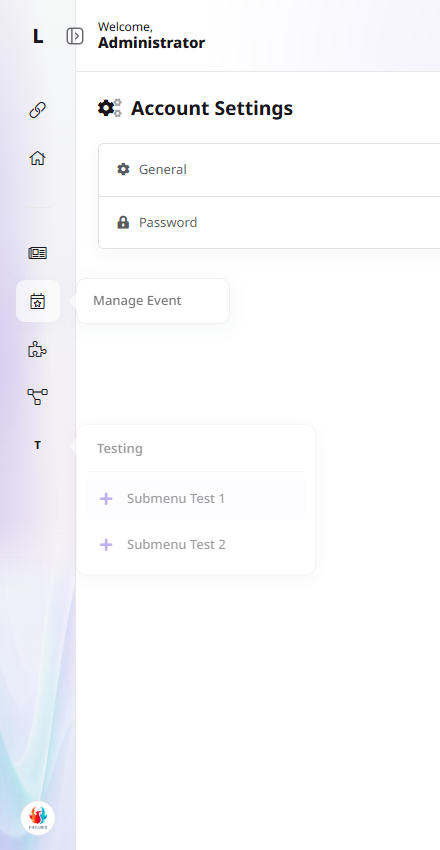 L
Welcome,
Administrator
Account Settings
General
Password
Manage Event
T
Testing
Submenu Test 1
Submenu Test 2